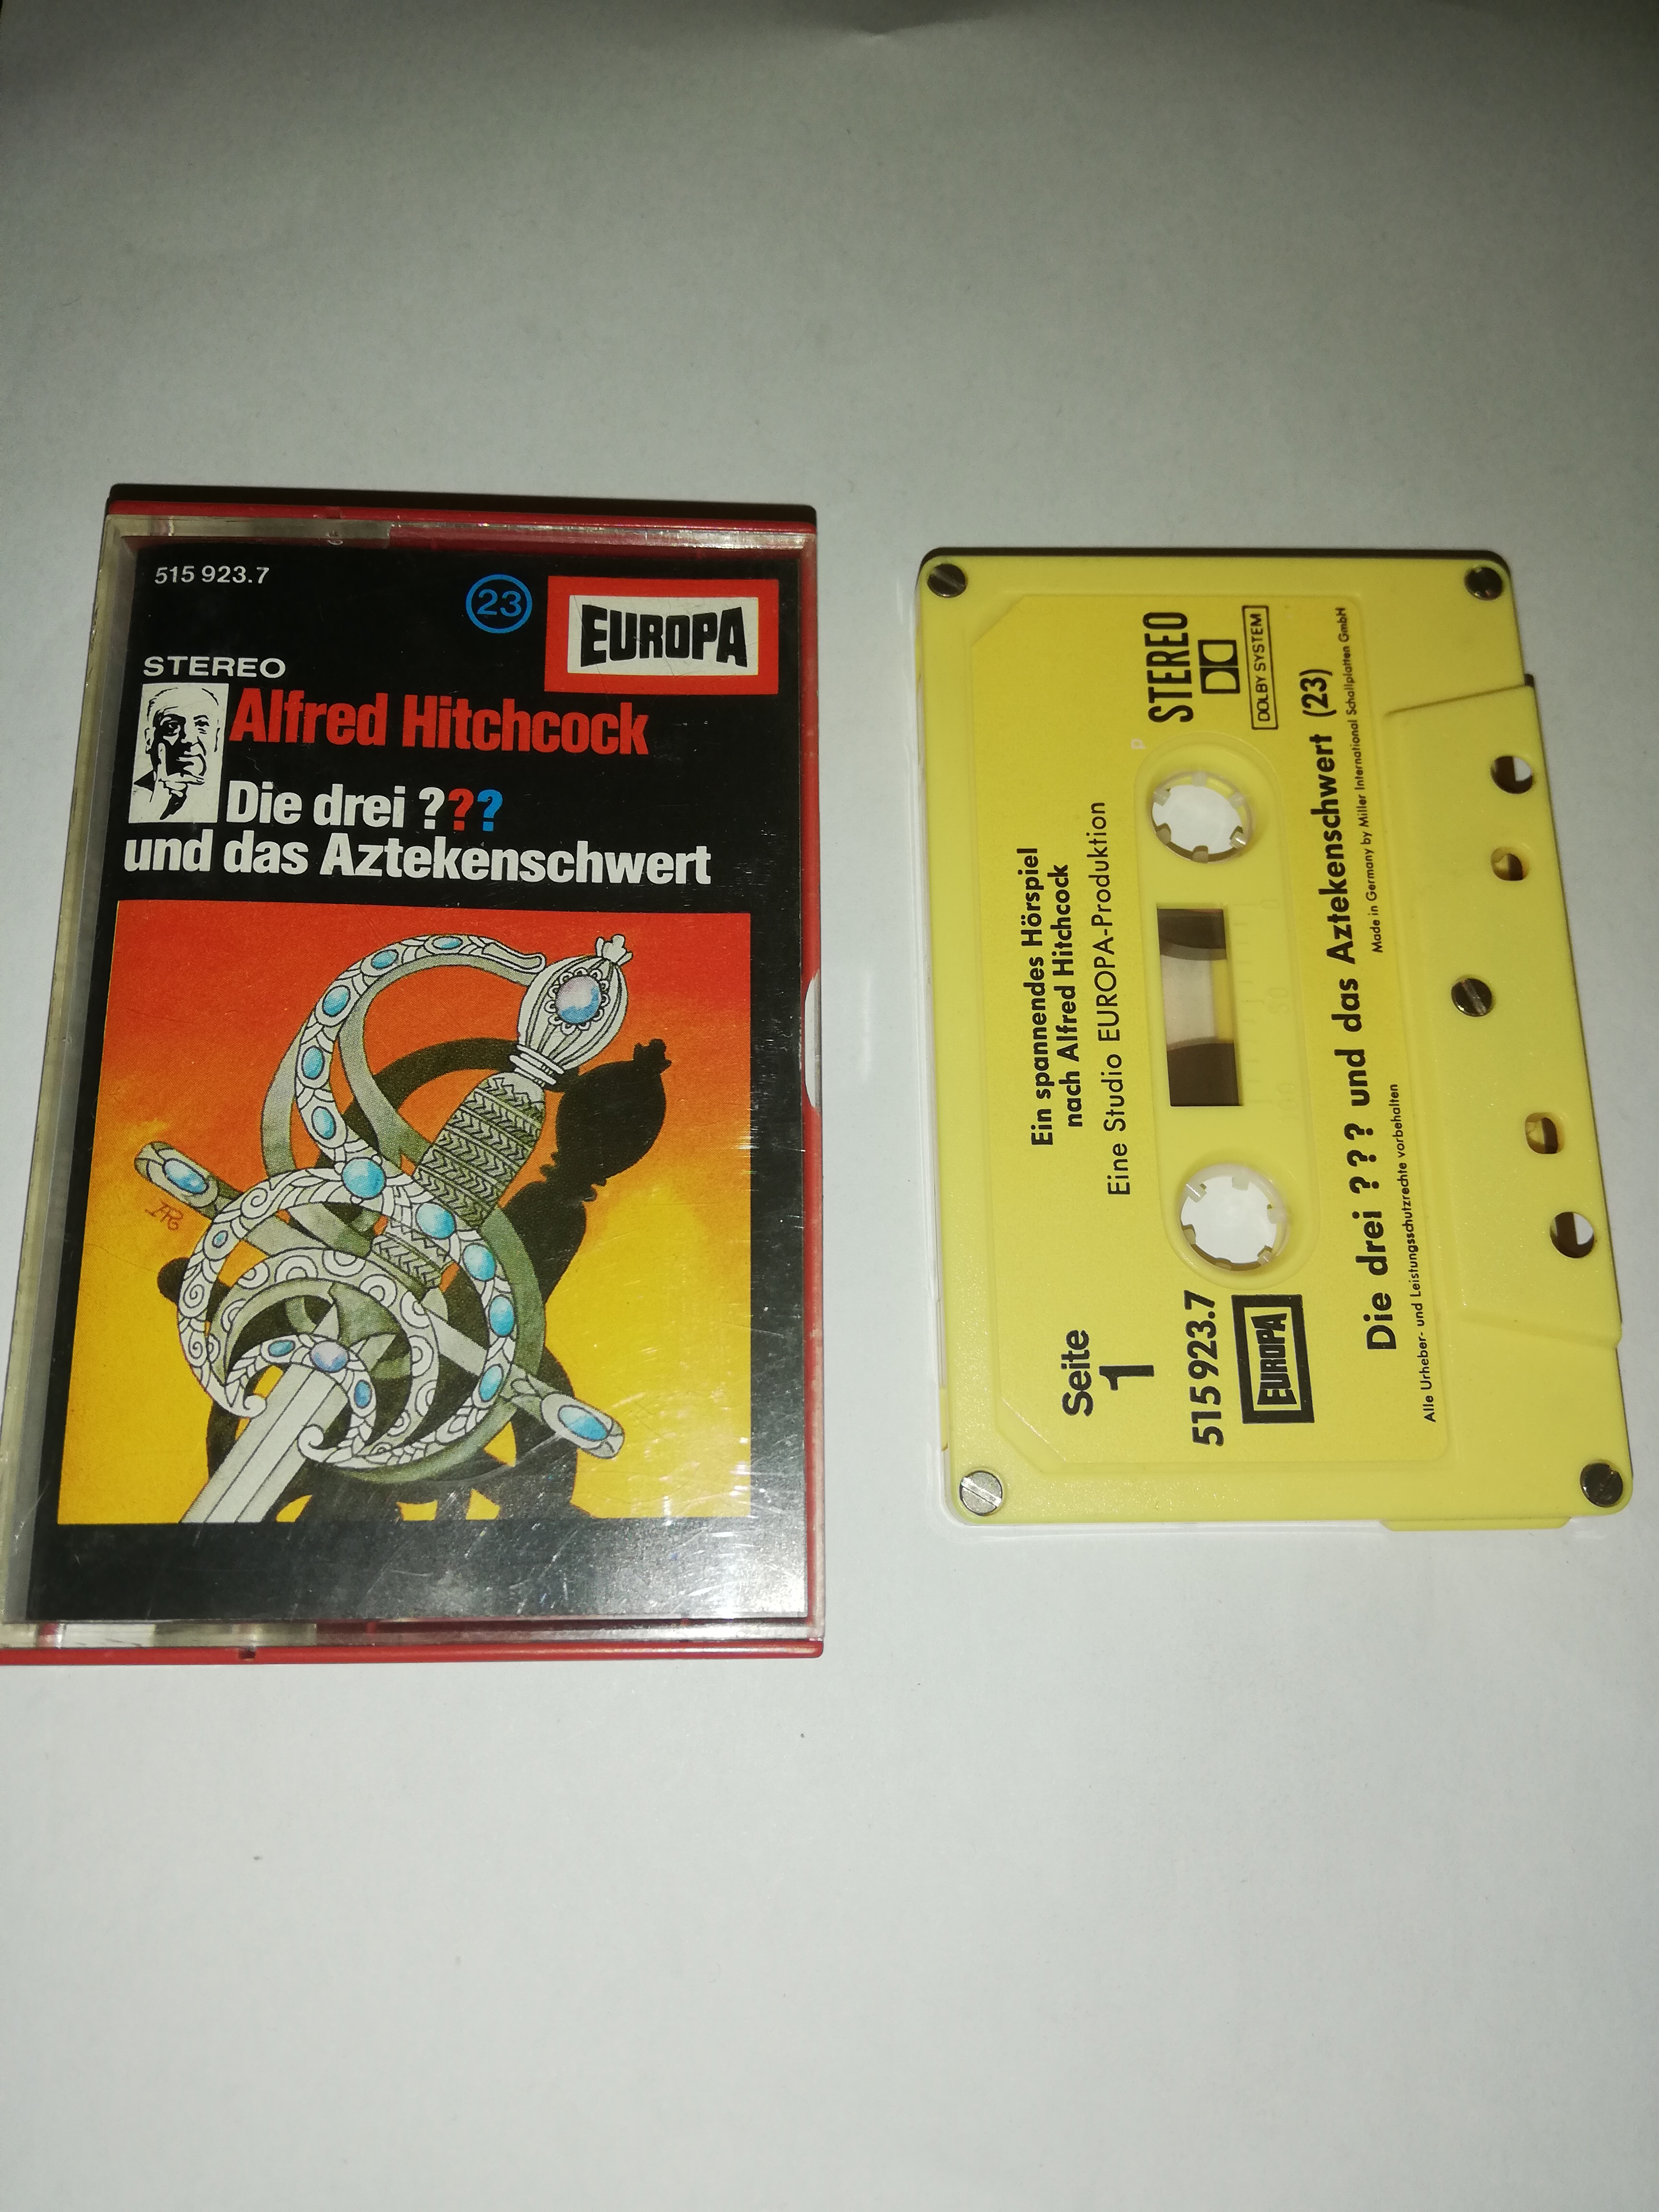 515 923.7
23
EUROPA
STEREO
Alfred Hitchcock
Die drei ???
und das Aztekenschwert
AR
Ein spannendes Hörspiel
nach Alfred Hitchcock
Eine Studio EUROPA-Produktion
Seite
1
515923.7
EUROPA
STEREO
DOLBY SYSTEM
Die drei ??? und das Aztekenschwert (23)
Made in Germany by Miller International Schallplatten GmbH
Alle Urheber- und Leistungsschutzrechte vorbehalten